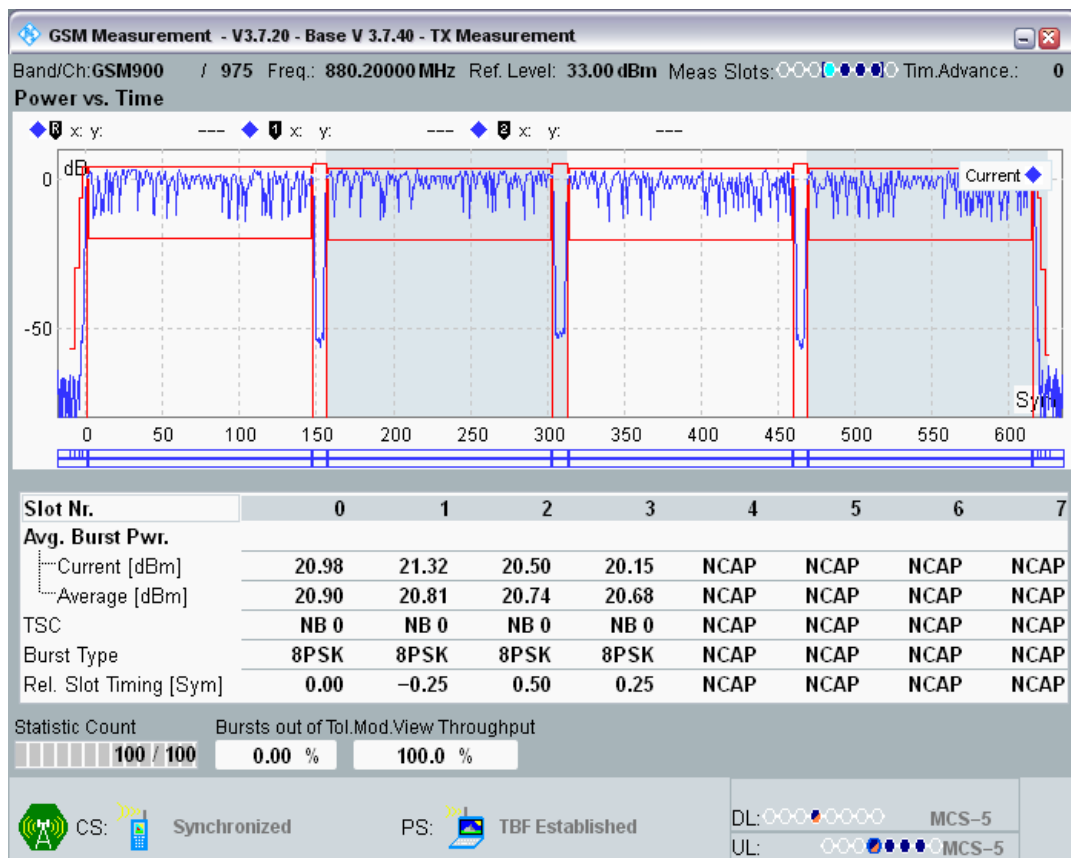 GSM Measurement - V3.7.20 - Base V 3.7.40 - TX Measurement
Band/Ch:GSM900 / 975 Freq.: 880.20000 MHz Ref. Level: 33.00 dBm Meas Slots: Tim.Advance.: 0
Power vs. Time
R x: y: --- 1 x: y: --- 2 x: y: ---
dB
Current
0
-50
Sym
0 50 100 150 200 250 300 350 400 450 500 550 600
Slot Nr. 0 1 2 3 4 5 6 7
Avg. Burst Pwr.
Current [dBm] 20.98 21.32 20.50 20.15 NCAP NCAP NCAP NCAP
Average [dBm] 20.90 20.81 20.74 20.68 NCAP NCAP NCAP NCAP
TSC NB 0 NB 0 NB 0 NB 0 NCAP NCAP NCAP NCAP
Burst Type 8PSK 8PSK 8PSK 8PSK NCAP NCAP NCAP NCAP
Rel. Slot Timing [Sym] 0.00 −0.25 0.50 0.25 NCAP NCAP NCAP NCAP
Statistic Count Bursts out of Tol.Mod.View Throughput
100 / 100 0.00 % 100.0 %
CS: Synchronized PS: TBF Established
DL: MCS−5
UL: MCS−5